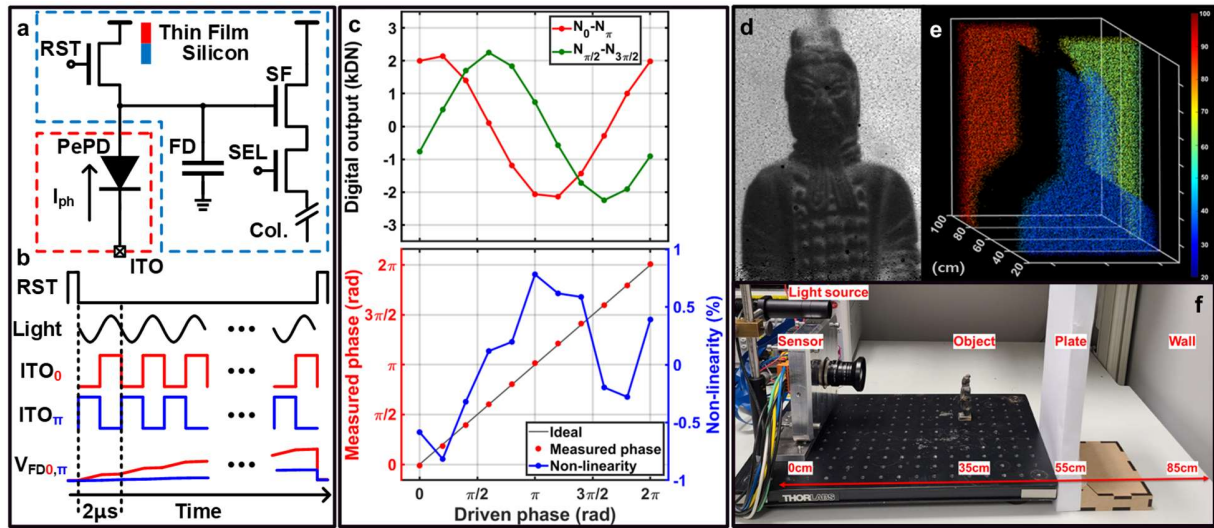 a
RST
Thin Film
Silicon
SF
PePD
FD
SEL
I_ph
Col.
ITO
b
RST
Light
ITO₀
ITO_π
V_FD0,π
2μs
Time
c
Digital output (kDN)
3
2
1
0
-1
-2
-3
N₀-N_π
N_π/2-N_3π/2
Measured phase (rad)
2π
3π/2
π
π/2
0
1
0.5
0
-0.5
-1
Non-linearity (%)
Ideal
Measured phase
Non-linearity
0
π/2
π
3π/2
2π
Driven phase (rad)
d
e
100
90
80
70
60
50
40
30
20
100
80
60
40
20
(cm)
f
Light source
Sensor
Object
Plate
Wall
0cm
35cm
55cm
85cm
THORLABS